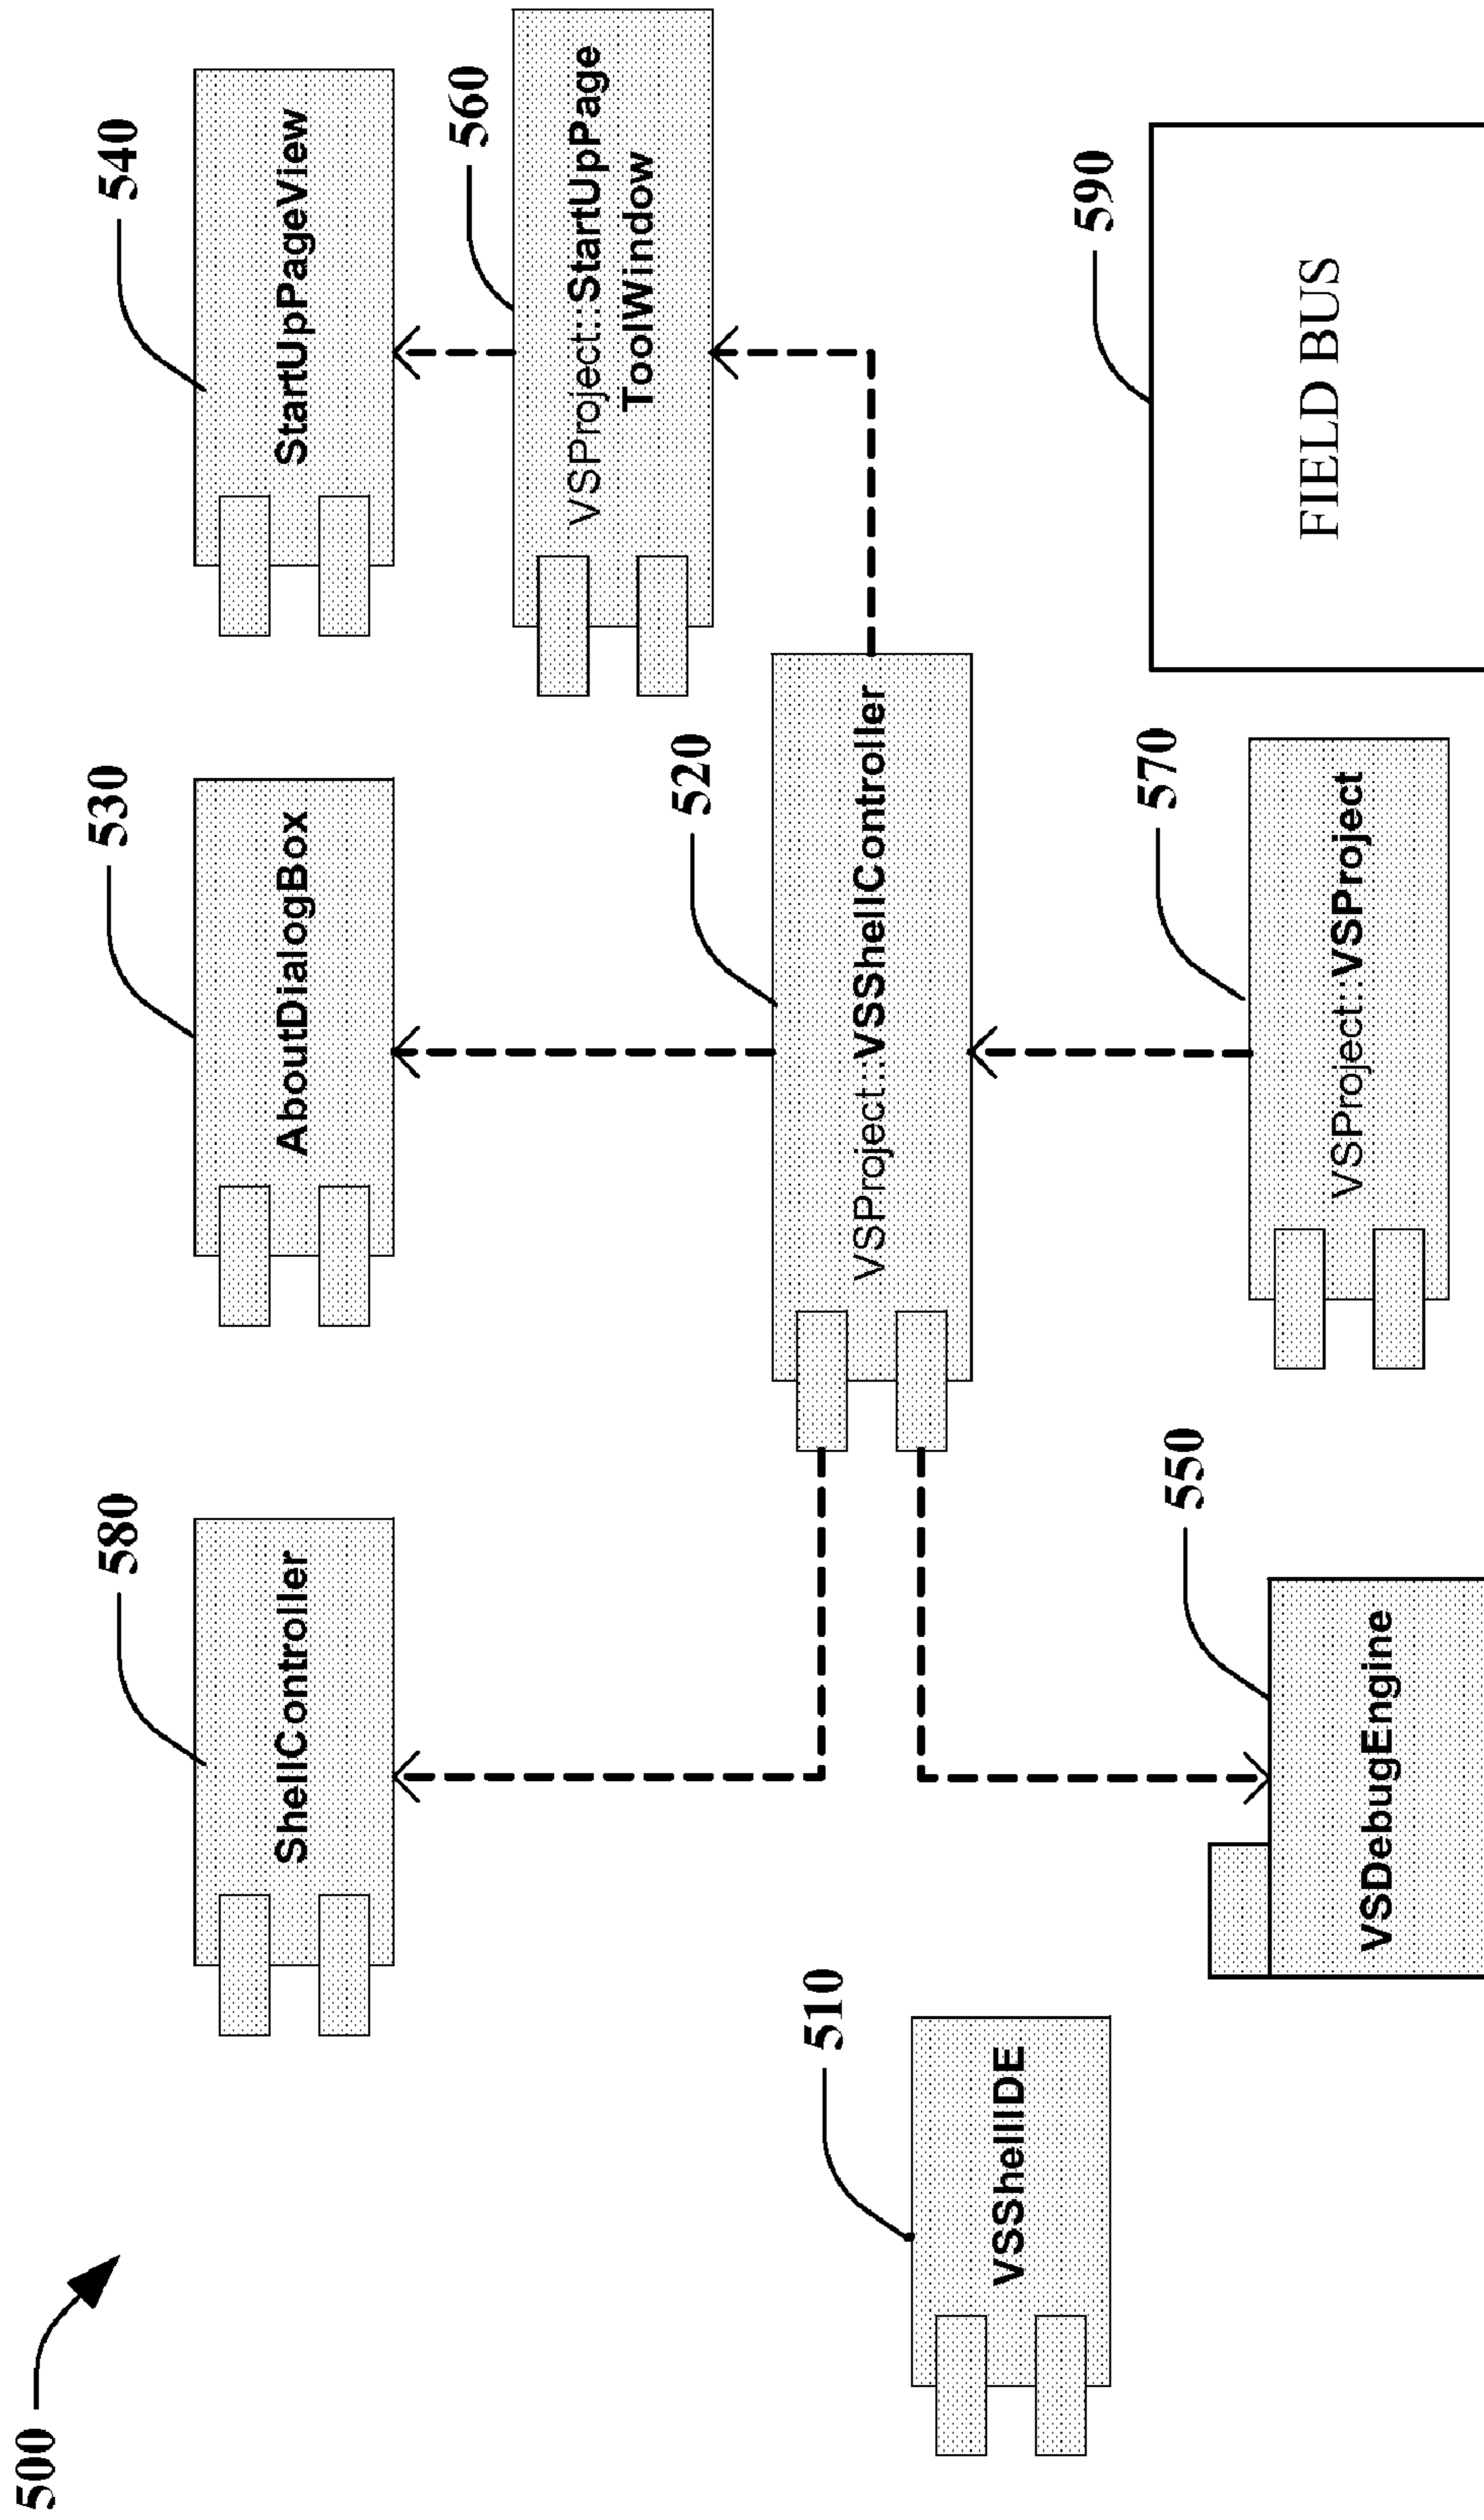 500
580
ShellController
530
AboutDialogBox
540
StartUpPageView
560
VSProject::StartUpPage
ToolWindow
510
VSShellIDE
520
VSProject::VSShellController
550
VSDebugEngine
570
VSProject::VSProject
590
FIELD BUS